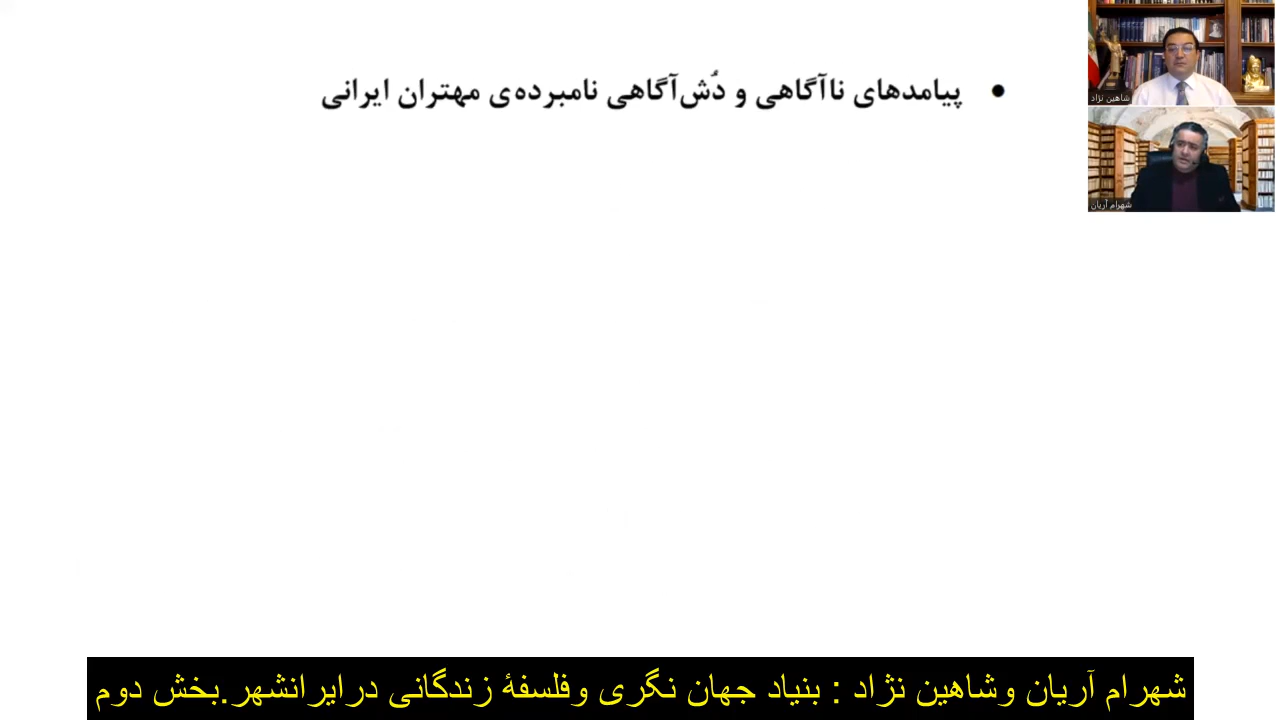 پیامدهای ناآگاهی و دُش‌آگاهی نامبرده‌ی مهتران ایرانی
شاهین نژاد
شهرام آریان
شهرام آریان وشاهین نژاد : بنیاد جهان نگری وفلسفهٔ زندگانی درایرانشهر.بخش دوم